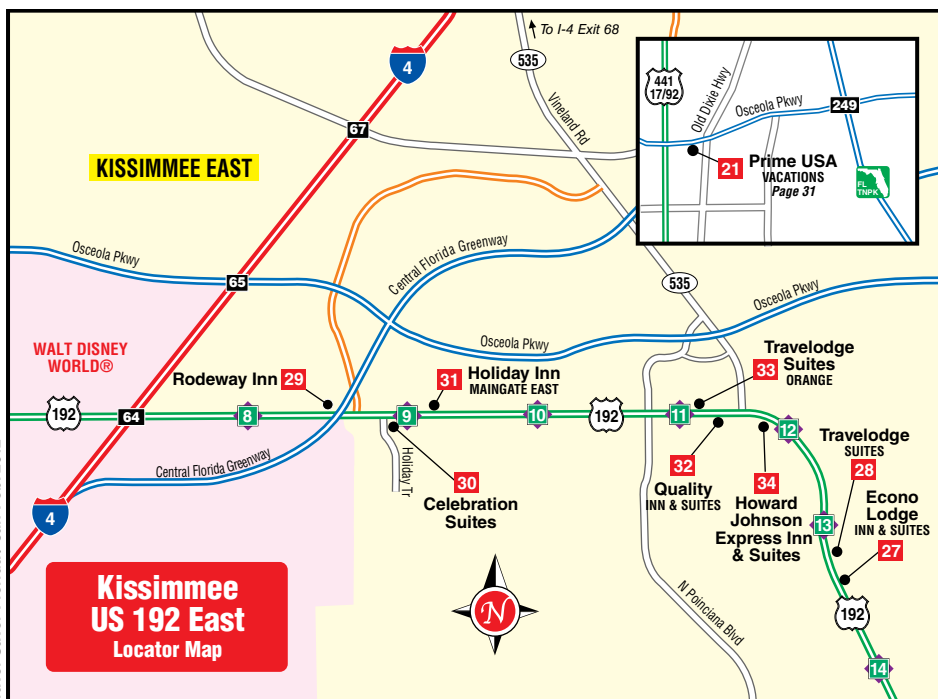 To I-4 Exit 68
535
4
441
17/92
Old Dixie Hwy
Osceola Pkwy
249
21
Prime USA
VACATIONS
Page 31
FL
TNPK
67
Vineland Rd
KISSIMMEE EAST
Osceola Pkwy
65
Central Florida Greenway
535
Osceola Pkwy
Osceola Pkwy
WALT DISNEY
WORLD®
Rodeway Inn 29
31 Holiday Inn
MAINGATE EAST
33
Travelodge
Suites
ORANGE
192
64
8
9
10
192
11
12
Central Florida Greenway
Holiday Tr
30
Celebration
Suites
32
Quality
INN & SUITES
34
Howard
Johnson
Express Inn
& Suites
Travelodge
SUITES
28
Econo
Lodge
INN & SUITES
27
13
4
Kissimmee
US 192 East
Locator Map
N
N Poinciana Blvd
192
14